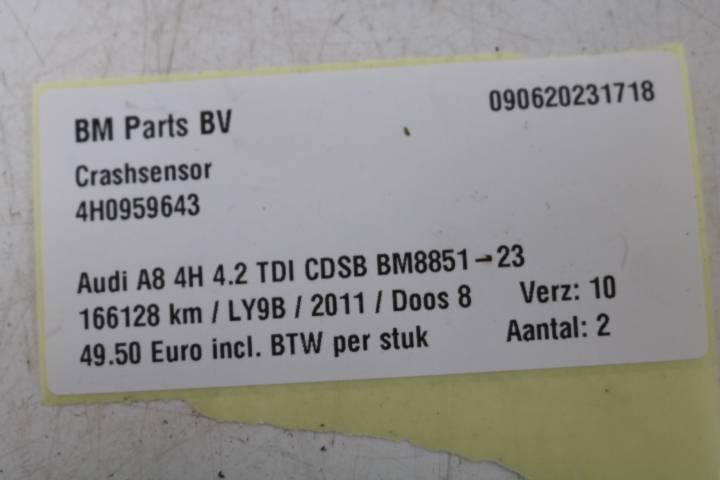 BM Parts BV 090620231718
Crashsensor
4H0959643
Audi A8 4H 4.2 TDI CDSB BM8851-23
166128 km / LY9B / 2011 / Doos 8 Verz: 10
49.50 Euro incl. BTW per stuk Aantal: 2